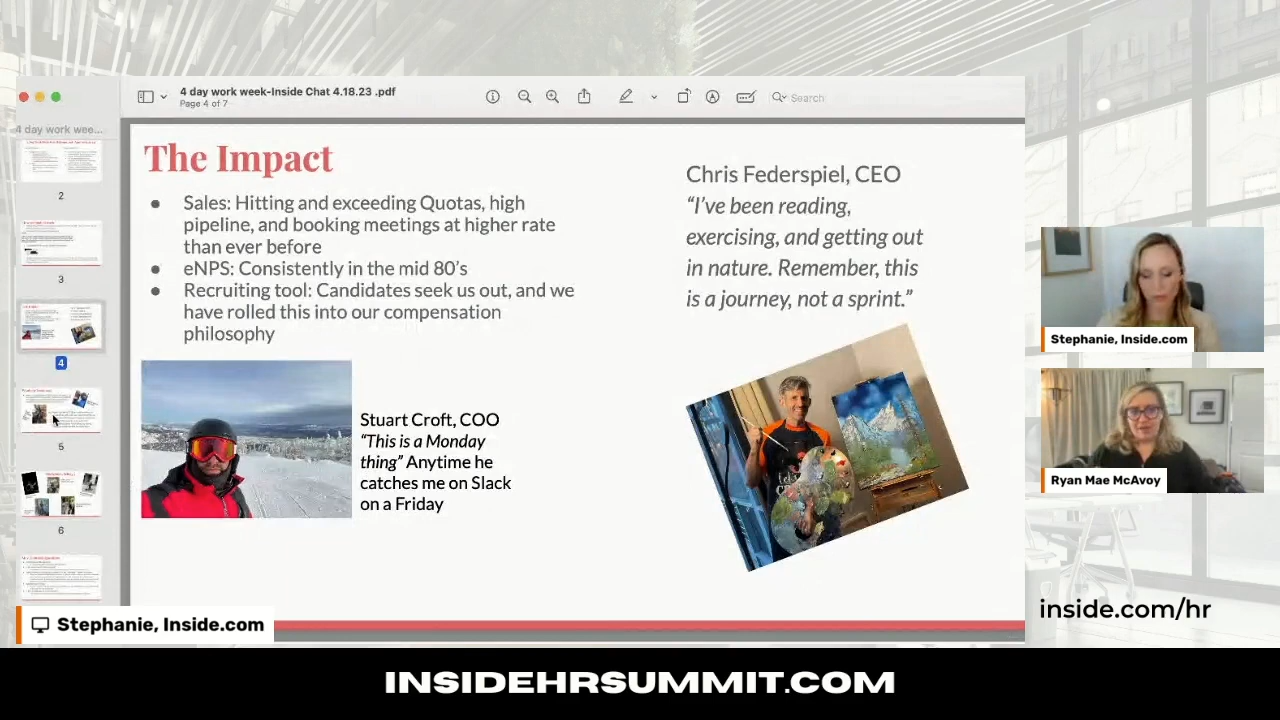 4 day work week-Inside Chat 4.18.23 .pdf
Page 4 of 7
Search
4 day work wee...
2
3
4
5
6
The Impact
● Sales: Hitting and exceeding Quotas, high
pipeline, and booking meetings at higher rate
than ever before
● eNPS: Consistently in the mid 80’s
● Recruiting tool: Candidates seek us out, and we
have rolled this into our compensation
philosophy
Stuart Croft, COO
“This is a Monday
thing” Anytime he
catches me on Slack
on a Friday
Chris Federspiel, CEO
“I’ve been reading,
exercising, and getting out
in nature. Remember, this
is a journey, not a sprint.”
Stephanie, Inside.com
Ryan Mae McAvoy
inside.com/hr
Stephanie, Inside.com
INSIDEHRSUMMIT.COM